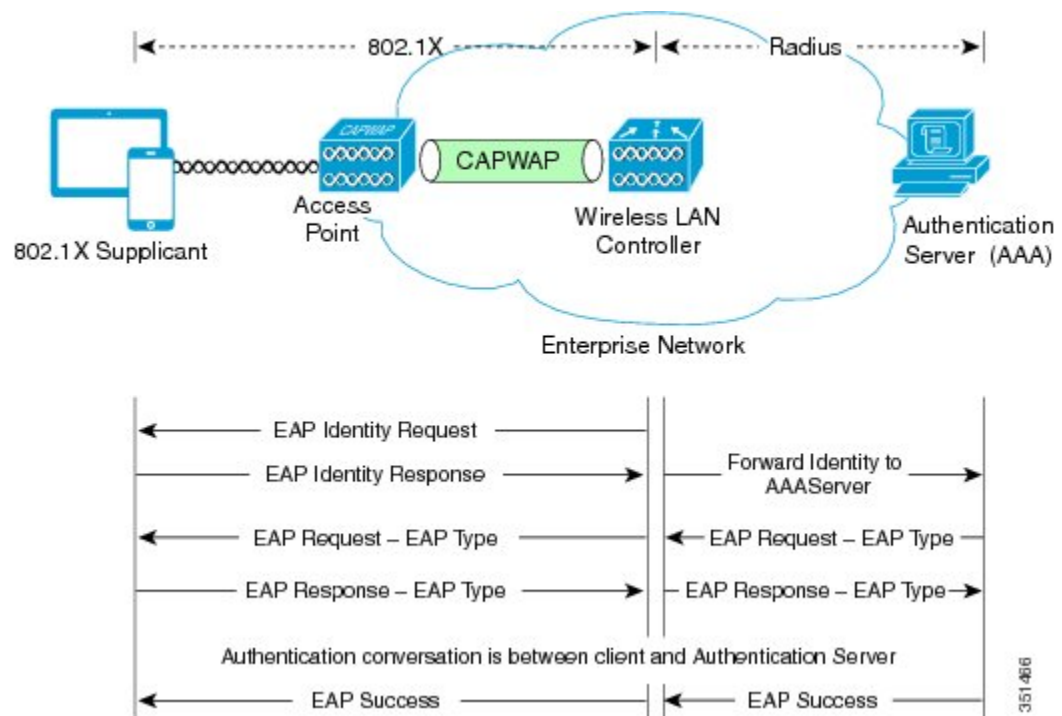 802.1X
Radius
CAPWAP
CAPWAP
Access
Point
Wireless LAN
Controller
802.1X Supplicant
Authentication
Server (AAA)
Enterprise Network
EAP Identity Request
EAP Identity Response
Forward Identity to
AAAServer
EAP Request – EAP Type
EAP Request – EAP Type
EAP Response – EAP Type
EAP Response – EAP Type
Authentication conversation is between client and Authentication Server
EAP Success
EAP Success
351466